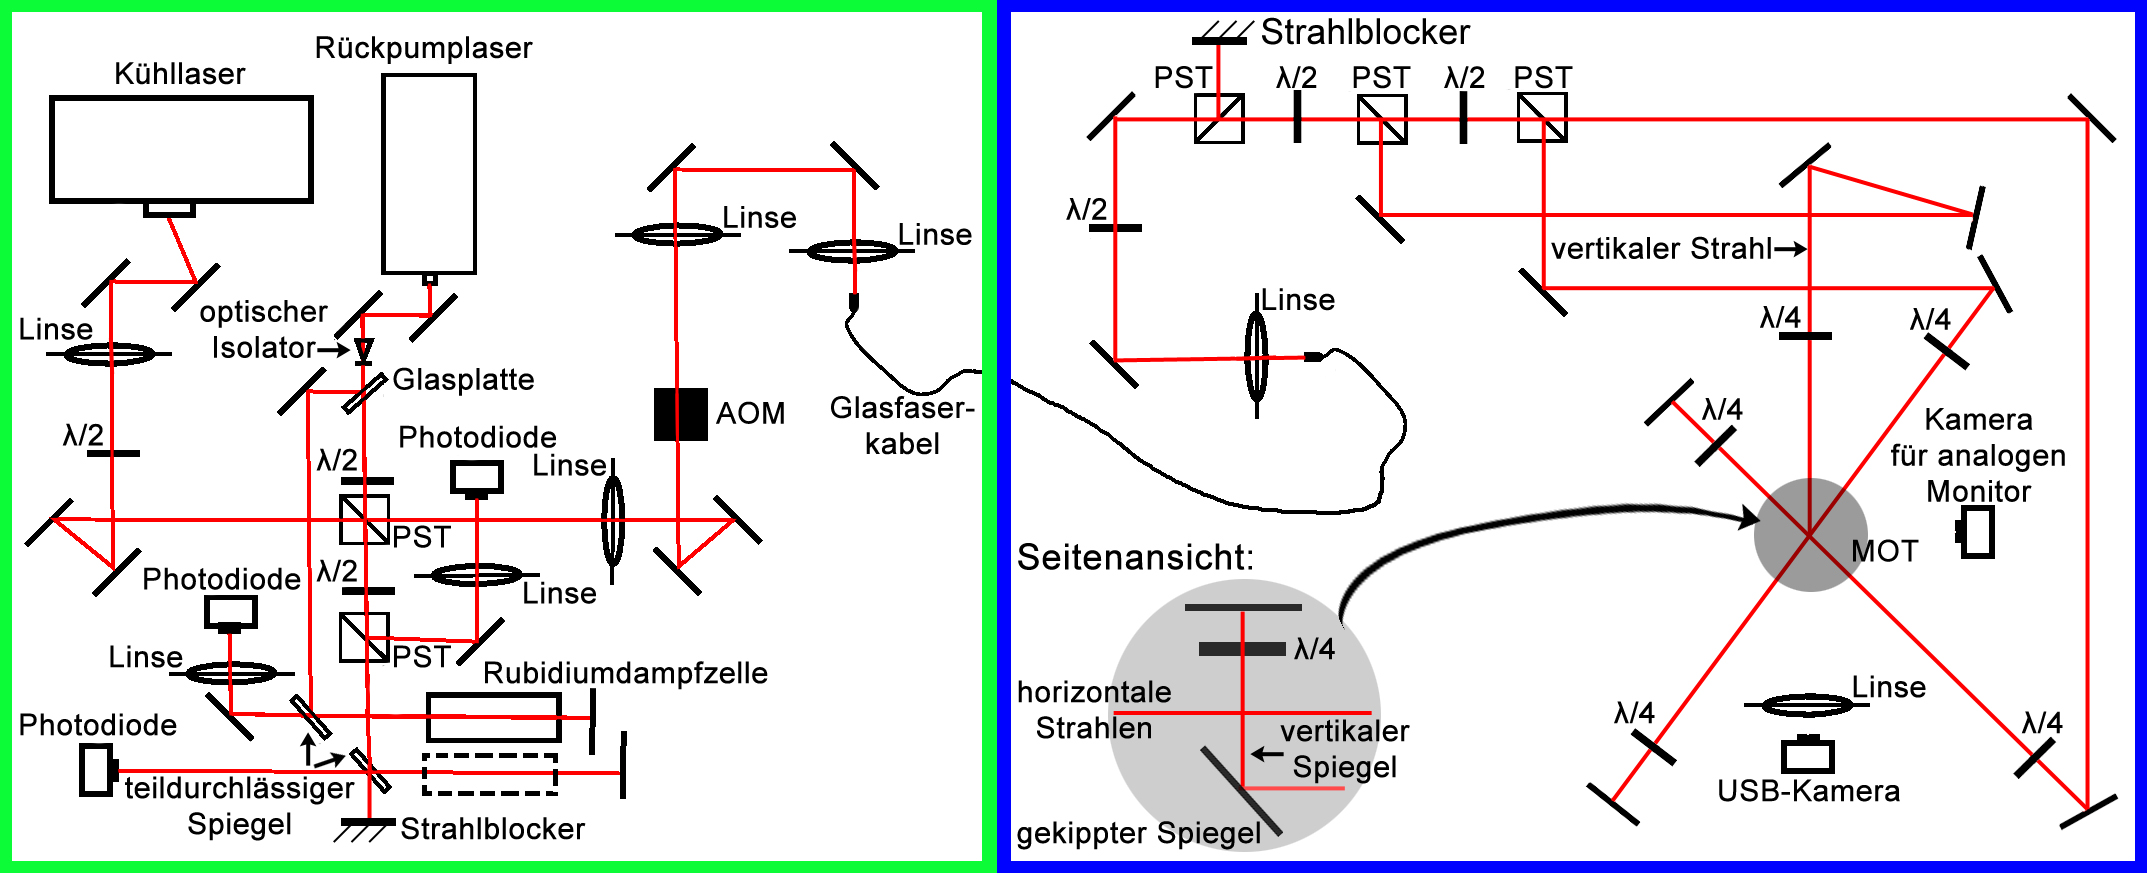 Kühllaser
Rückpumplaser
Linse
Linse
optischer
Isolator
Linse
Glasplatte
AOM
Glasfaser-
kabel
λ/2
Photodiode
λ/2
Linse
PST
λ/2
Photodiode
Linse
PST
Linse
Rubidiumdampfzelle
Photodiode
teildurchlässiger
Spiegel
Strahlblocker
Strahlblocker
PST
λ/2
PST
λ/2
PST
λ/2
vertikaler Strahl
Linse
λ/4
λ/4
λ/4
Kamera
für analogen
Monitor
MOT
Seitenansicht:
λ/4
horizontale
Strahlen
vertikaler
Spiegel
gekippter Spiegel
Linse
λ/4
λ/4
USB-Kamera